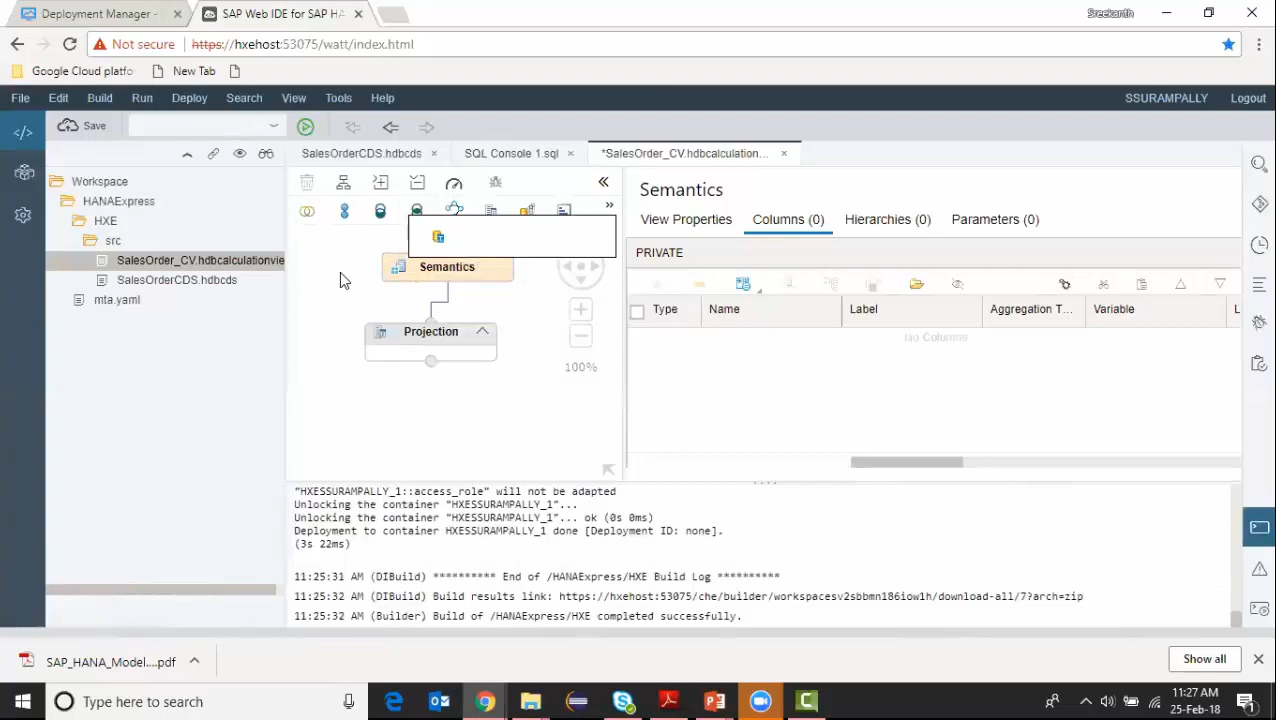 Deployment Manager -
SAP Web IDE for SAP HA
Sreekanth
Not secure https://hxehost:53075/watt/index.html
Google Cloud platfo New Tab
File Edit Build Run Deploy Search View Tools Help SSURAMPALLY Logout
Save
SalesOrderCDS.hdbcds SQL Console 1.sql *SalesOrder_CV.hdbcalculation...
Workspace
HANAExpress
HXE
src
SalesOrder_CV.hdbcalculationvie
SalesOrderCDS.hdbcds
mta.yaml
Semantics
Projection
100%
Semantics
View Properties Columns (0) Hierarchies (0) Parameters (0)
PRIVATE
Type Name Label Aggregation T... Variable L
No Columns
"HXESSURAMPALLY_1::access_role" will not be adapted
Unlocking the container "HXESSURAMPALLY_1"...
Unlocking the container "HXESSURAMPALLY_1"... ok (0s 0ms)
Deployment to container HXESSURAMPALLY_1 done [Deployment ID: none].
(3s 22ms)
11:25:31 AM (DIBuild) ********** End of /HANAExpress/HXE Build Log **********
11:25:32 AM (DIBuild) Build results link: https://hxehost:53075/che/builder/workspacesv2sbbmn186iow1h/download-all/7?arch=zip
11:25:32 AM (Builder) Build of /HANAExpress/HXE completed successfully.
SAP_HANA_Model....pdf
Show all
Type here to search
11:27 AM
25-Feb-18